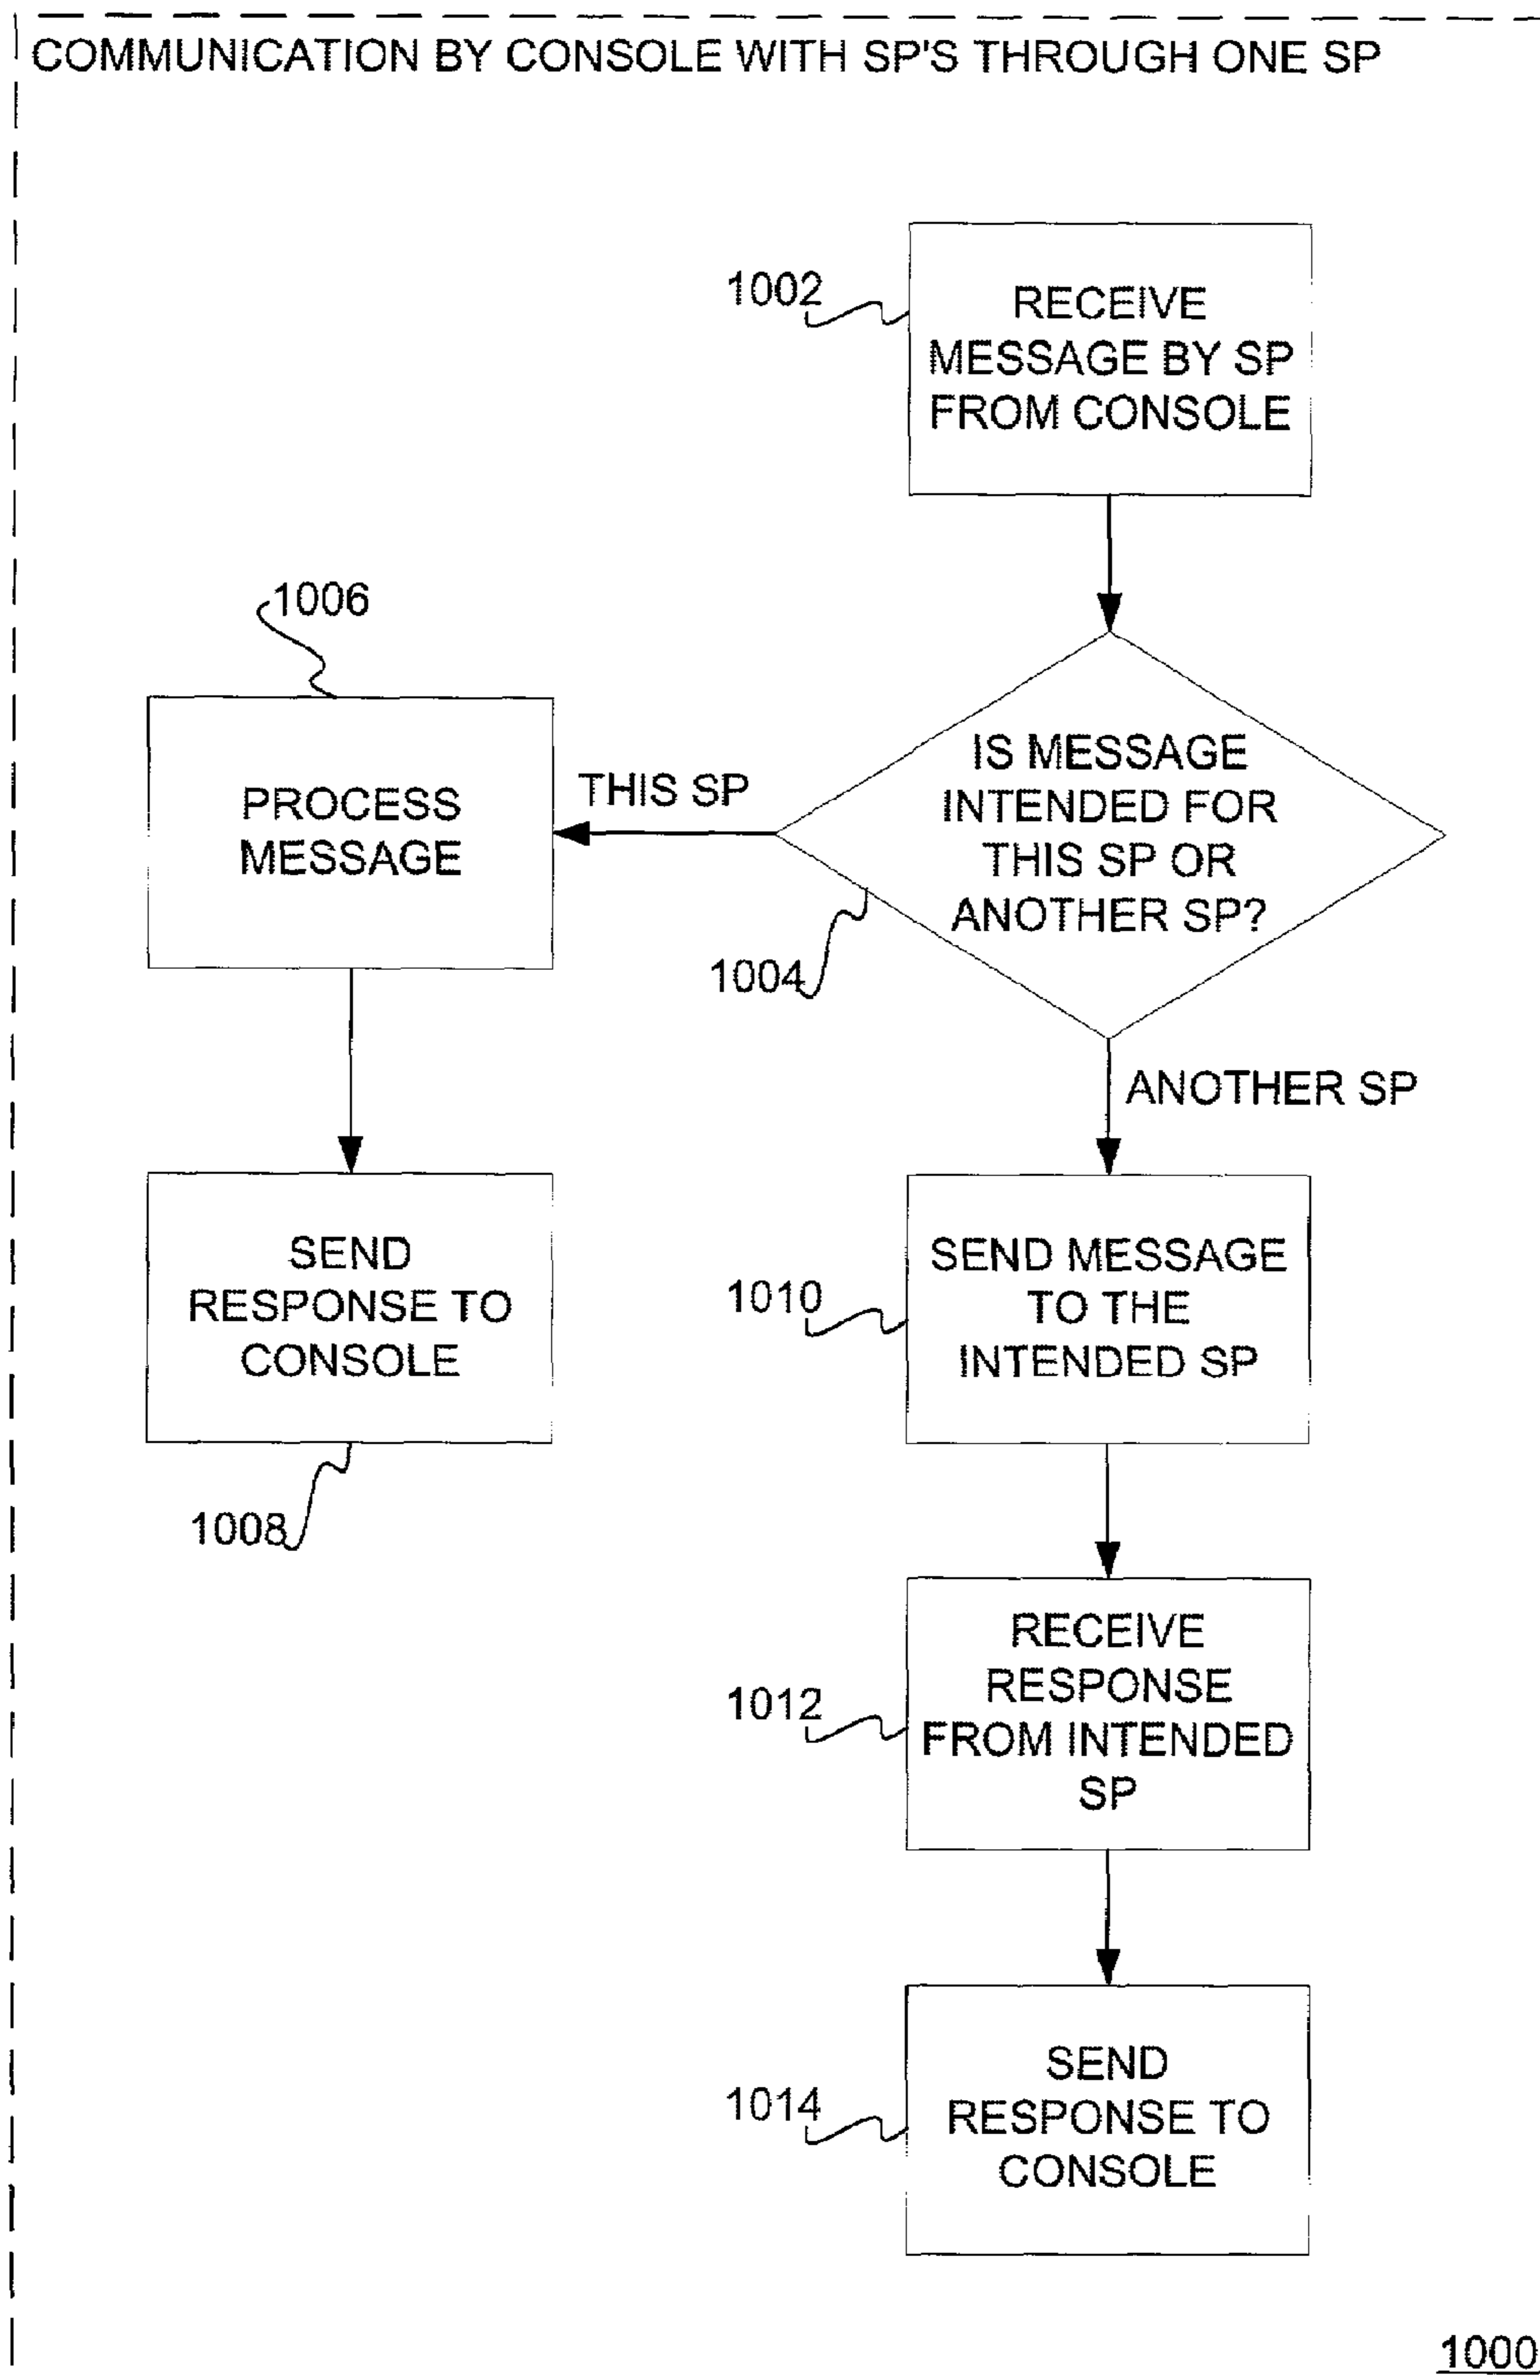 COMMUNICATION BY CONSOLE WITH SP'S THROUGH ONE SP
1002
RECEIVE
MESSAGE BY SP
FROM CONSOLE
1006
PROCESS
MESSAGE
THIS SP
IS MESSAGE
INTENDED FOR
THIS SP OR
ANOTHER SP?
1004
ANOTHER SP
SEND
RESPONSE TO
CONSOLE
1008
1010
SEND MESSAGE
TO THE
INTENDED SP
1012
RECEIVE
RESPONSE
FROM INTENDED
SP
1014
SEND
RESPONSE TO
CONSOLE
1000